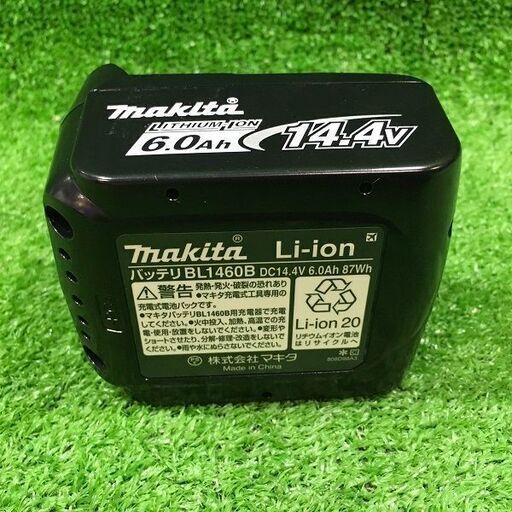 makita®
LITHIUM-ION
6.0Ah 14.4V
makita® Li-ion
バッテリ BL1460B DC14.4V 6.0Ah 87Wh
警告 発熱・発火・破裂の恐れあり
●マキタ充電式工具専用の
充電式電池パックです。
●マキタバッテリBL1460B用充電器で充電
してください。●火中投入、加熱、高温での充
電・使用・放置をしないでください。●変形や
ショートさせたり、分解・修理・改造をしないで
ください。●雨や水にぬらさないでください。
Li-ion 20
リチウムイオン電池
はリサイクルへ
株式会社マキタ
Made in China